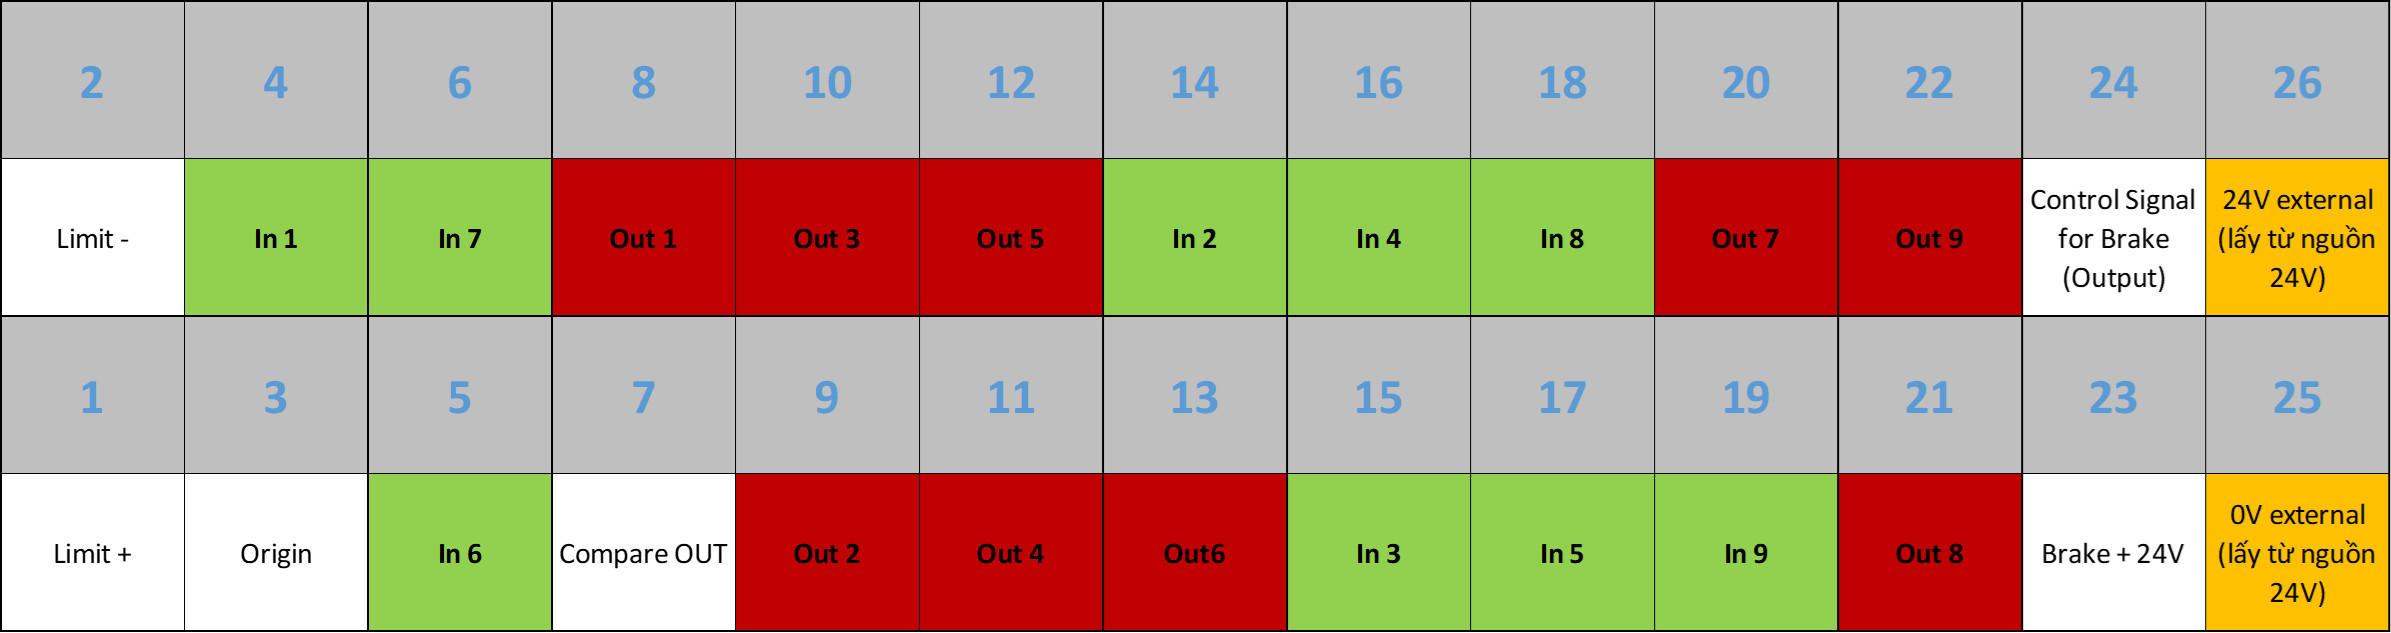 2 4 6 8 10 12 14 16 18 20 22 24 26
Limit - In 1 In 7 Out 1 Out 3 Out 5 In 2 In 4 In 8 Out 7 Out 9
Control Signal
for Brake
(Output)
24V external
(lấy từ nguồn
24V)
1 3 5 7 9 11 13 15 17 19 21 23 25
Limit + Origin In 6 Compare OUT Out 2 Out 4 Out6 In 3 In 5 In 9 Out 8 Brake + 24V
0V external
(lấy từ nguồn
24V)